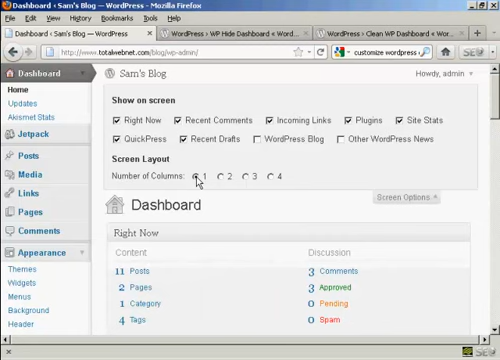 Dashboard ‹ Sam's Blog — WordPress - Mozilla Firefox
File Edit View History Bookmarks Tools Help
Dashboard ‹ Sam's Blog — WordPress
WordPress › WP Hide Dashboard « Word...
WordPress › Clean WP Dashboard « Word...
http://www.totalwebnet.com/blog/wp-admin/
customize wordpress
SEO
Dashboard
Home
Updates
Akismet Stats
Jetpack
Posts
Media
Links
Pages
Comments
Appearance
Themes
Widgets
Menus
Background
Header
Sam's Blog
Howdy, admin
Show on screen
Right Now Recent Comments Incoming Links Plugins Site Stats
QuickPress Recent Drafts WordPress Blog Other WordPress News
Screen Layout
Number of Columns: 1 2 3 4
Screen Options
Dashboard
Right Now
Content Discussion
11 Posts 3 Comments
2 Pages 3 Approved
1 Category 0 Pending
4 Tags 0 Spam
SEO